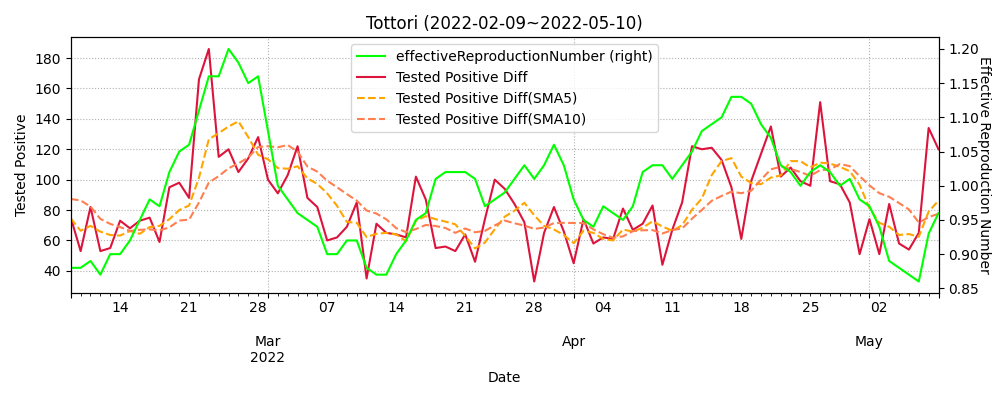 Tottori (2022-02-09~2022-05-10)
effectiveReproductionNumber (right)
Tested Positive Diff
Tested Positive Diff(SMA5)
Tested Positive Diff(SMA10)
Tested Positive
180
160
140
120
100
80
60
40
1.20
1.15
1.10
1.05
1.00
0.95
0.90
0.85
Effective Reproduction Number
14 21 28 07 14 21 28 04 11 18 25 02
Mar Apr May
2022
Date